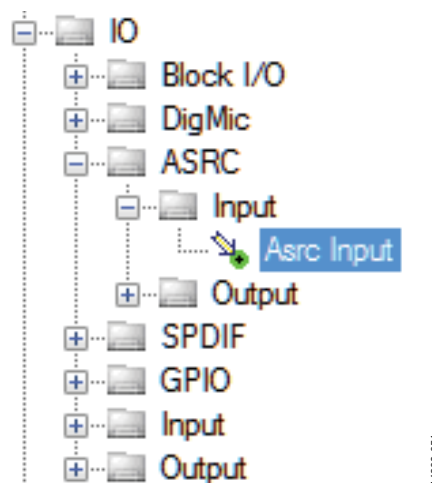 IO
Block I/O
DigMic
ASRC
Input
Asrc Input
Output
SPDIF
GPIO
Input
Output